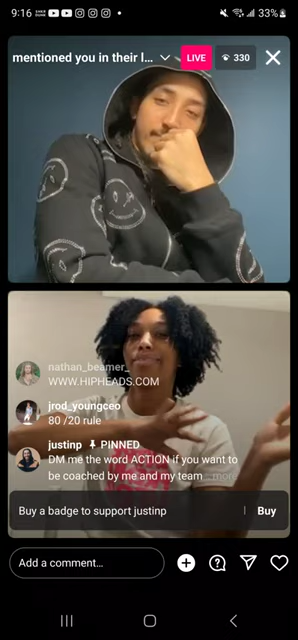 9:16
33%
mentioned you in their l...
LIVE
330
nathan_beamer_
WWW.HIPHEADS.COM
jrod_youngceo
80 /20 rule
justinp PINNED
DM me the word ACTION if you want to
be coached by me and my team ... more
Buy a badge to support justinp
Buy
Add a comment...